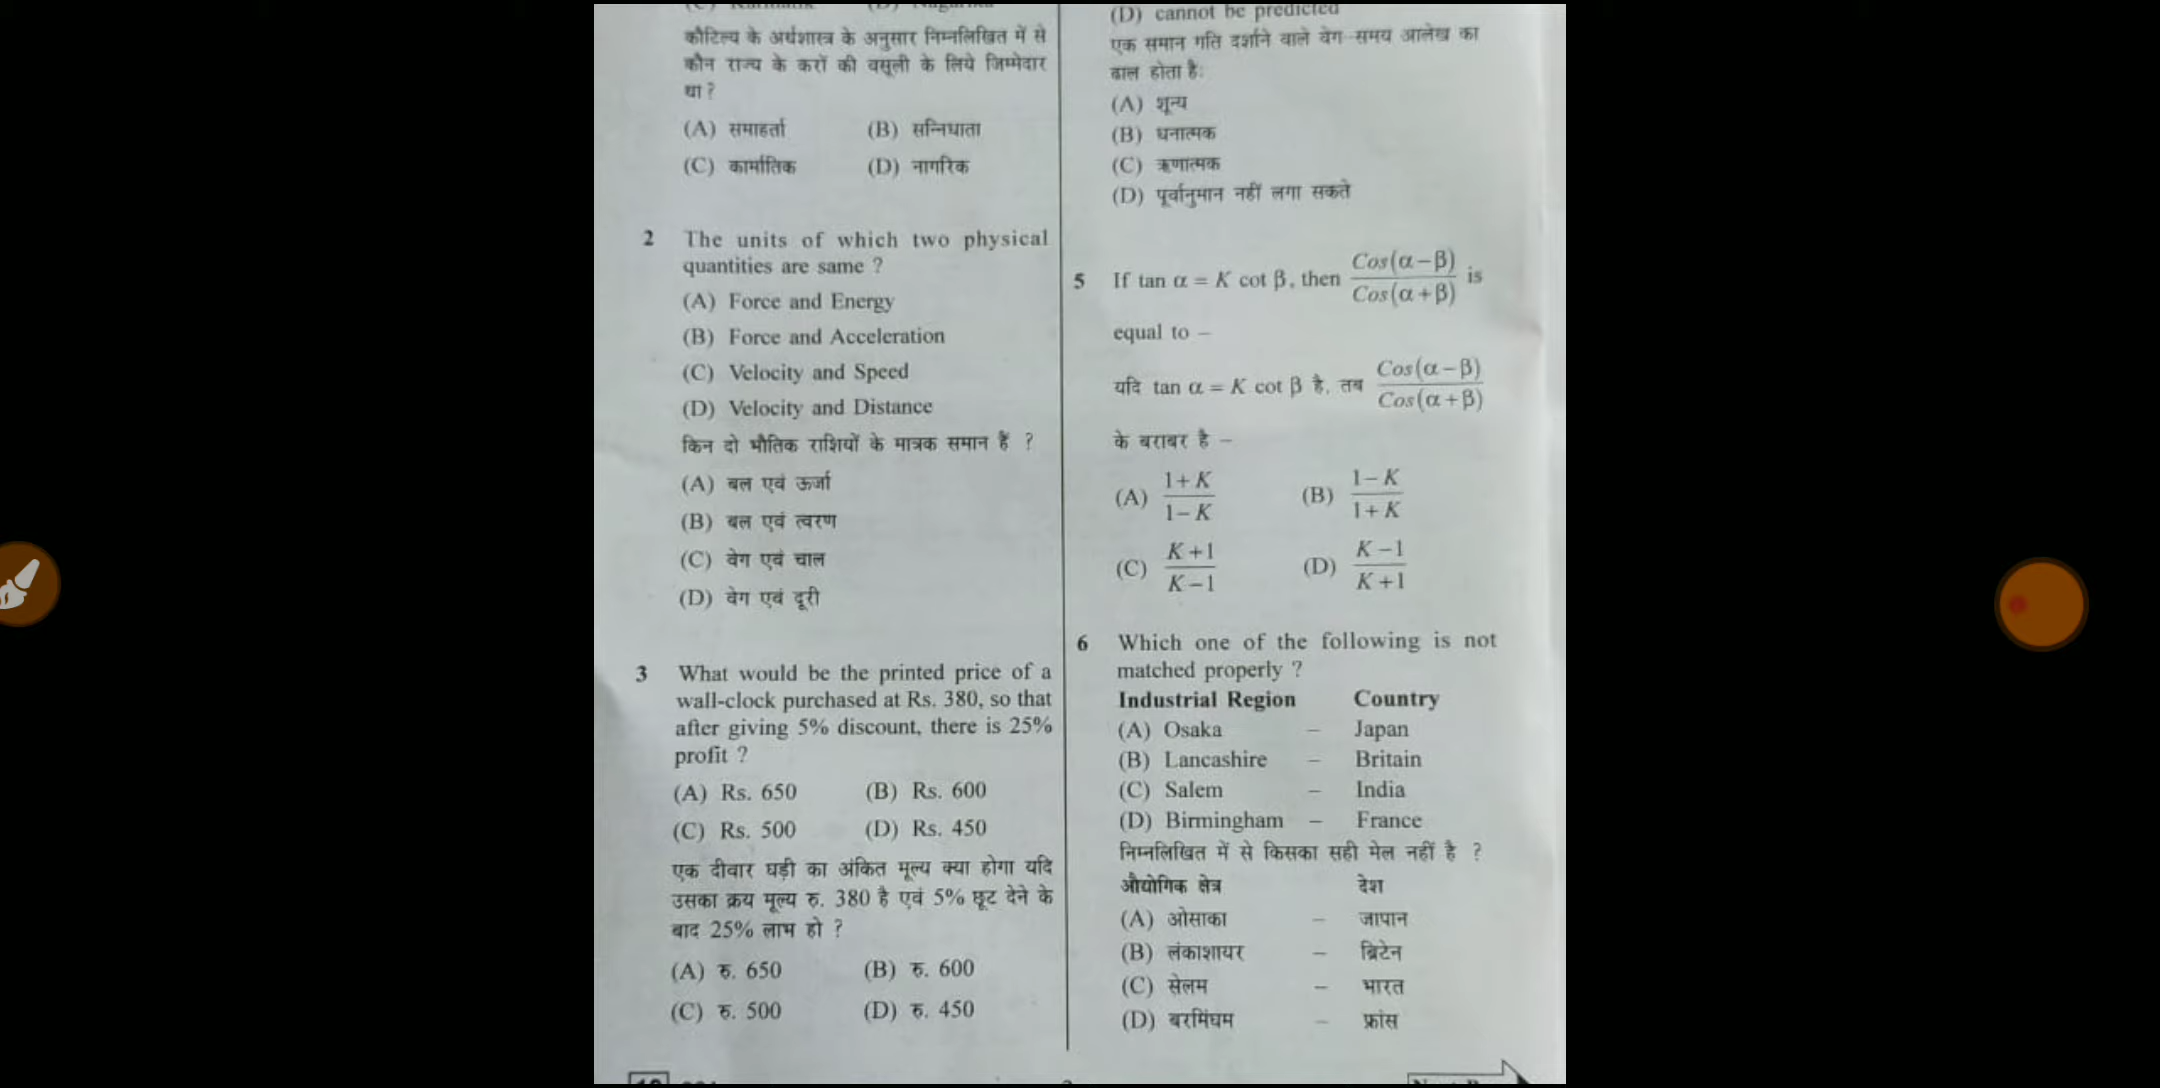 कौटिल्य के अर्थशास्त्र के अनुसार निम्नलिखित में से
कौन राज्य के करों की वसूली के लिये जिम्मेदार
था ?
(A) समाहर्ता (B) सन्निधाता
(C) कार्मातिक (D) नागरिक
2 The units of which two physical
quantities are same ?
(A) Force and Energy
(B) Force and Acceleration
(C) Velocity and Speed
(D) Velocity and Distance
किन दो भौतिक राशियों के मात्रक समान हैं ?
(A) बल एवं ऊर्जा
(B) बल एवं त्वरण
(C) वेग एवं चाल
(D) वेग एवं दूरी
3 What would be the printed price of a
wall-clock purchased at Rs. 380, so that
after giving 5% discount, there is 25%
profit ?
(A) Rs. 650 (B) Rs. 600
(C) Rs. 500 (D) Rs. 450
एक दीवार घड़ी का अंकित मूल्य क्या होगा यदि
उसका क्रय मूल्य रु. 380 है एवं 5% छूट देने के
बाद 25% लाभ हो ?
(A) रु. 650 (B) रु. 600
(C) रु. 500 (D) रु. 450
(D) cannot be predicted
एक समान गति दर्शाने वाले वेग-समय आलेख का
ढाल होता है:
(A) शून्य
(B) धनात्मक
(C) ऋणात्मक
(D) पूर्वानुमान नहीं लगा सकते
5 If tan α = K cot β, then Cos(α−β)/Cos(α+β) is
equal to –
यदि tan α = K cot β है, तब Cos(α−β)/Cos(α+β)
के बराबर है –
(A) 1+K/1−K (B) 1−K/1+K
(C) K+1/K−1 (D) K−1/K+1
6 Which one of the following is not
matched properly ?
Industrial Region Country
(A) Osaka – Japan
(B) Lancashire – Britain
(C) Salem – India
(D) Birmingham – France
निम्नलिखित में से किसका सही मेल नहीं है ?
औद्योगिक क्षेत्र देश
(A) ओसाका – जापान
(B) लंकाशायर – ब्रिटेन
(C) सेलम – भारत
(D) बरमिंघम – फ्रांस